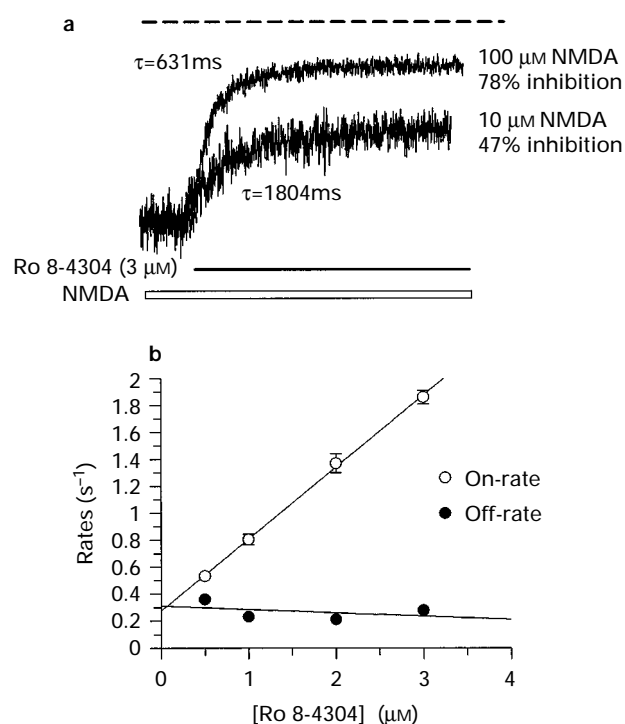 a
τ=631ms
100 μM NMDA
78% inhibition
10 μM NMDA
47% inhibition
τ=1804ms
Ro 8-4304 (3 μM)
NMDA
b
2
1.8
1.6
1.4
1.2
1
0.8
0.6
0.4
0.2
0
Rates (s⁻¹)
On-rate
Off-rate
0 1 2 3 4
[Ro 8-4304] (μM)